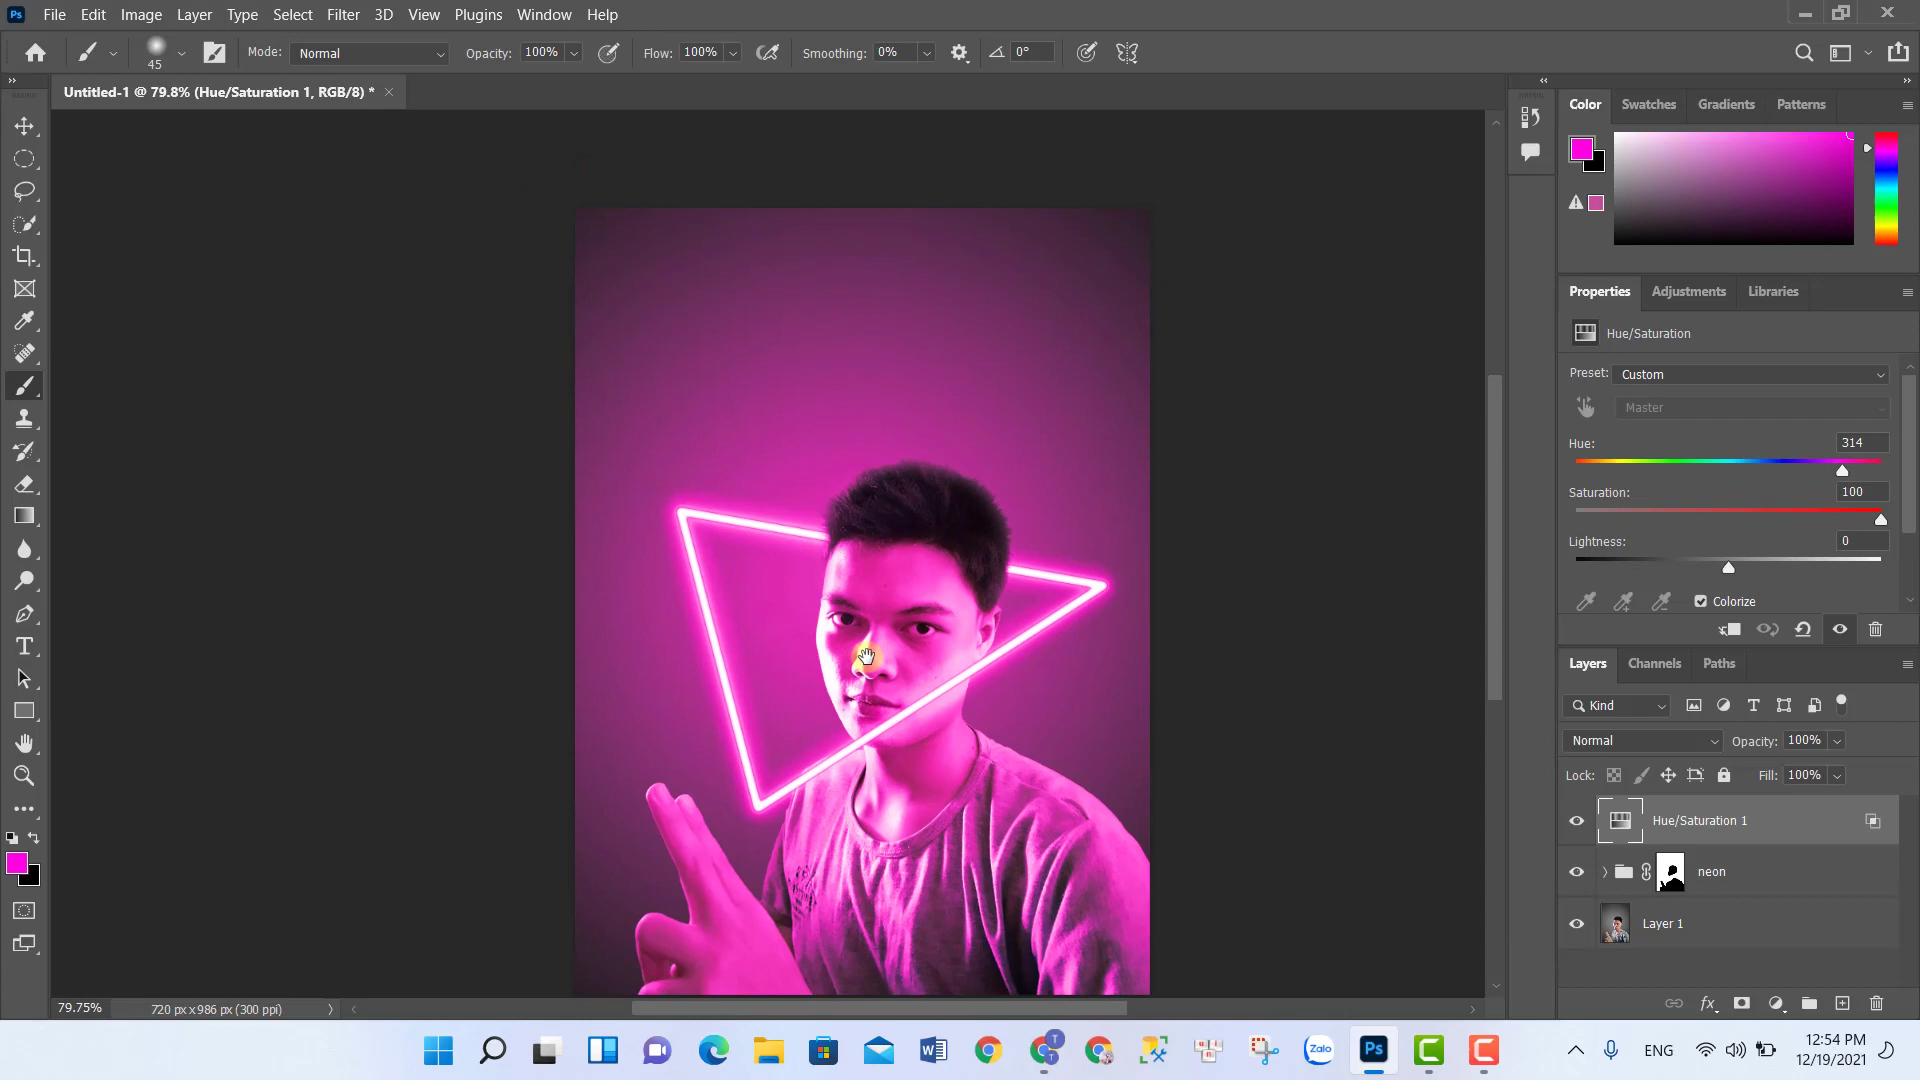 Ps File Edit Image Layer Type Select Filter 3D View Plugins Window Help
45 Mode: Normal Opacity: 100% Flow: 100% Smoothing: 0% 0°
Untitled-1 @ 79.8% (Hue/Saturation 1, RGB/8) *
Color Swatches Gradients Patterns
Properties Adjustments Libraries
Hue/Saturation
Preset: Custom
Master
Hue: 314
Saturation: 100
Lightness: 0
Colorize
Layers Channels Paths
Kind
Normal Opacity: 100%
Lock: Fill: 100%
Hue/Saturation 1
neon
Layer 1
79.75% 720 px x 986 px (300 ppi)
T
T
Zalo
Ps
C
C
ENG
12:54 PM
12/19/2021